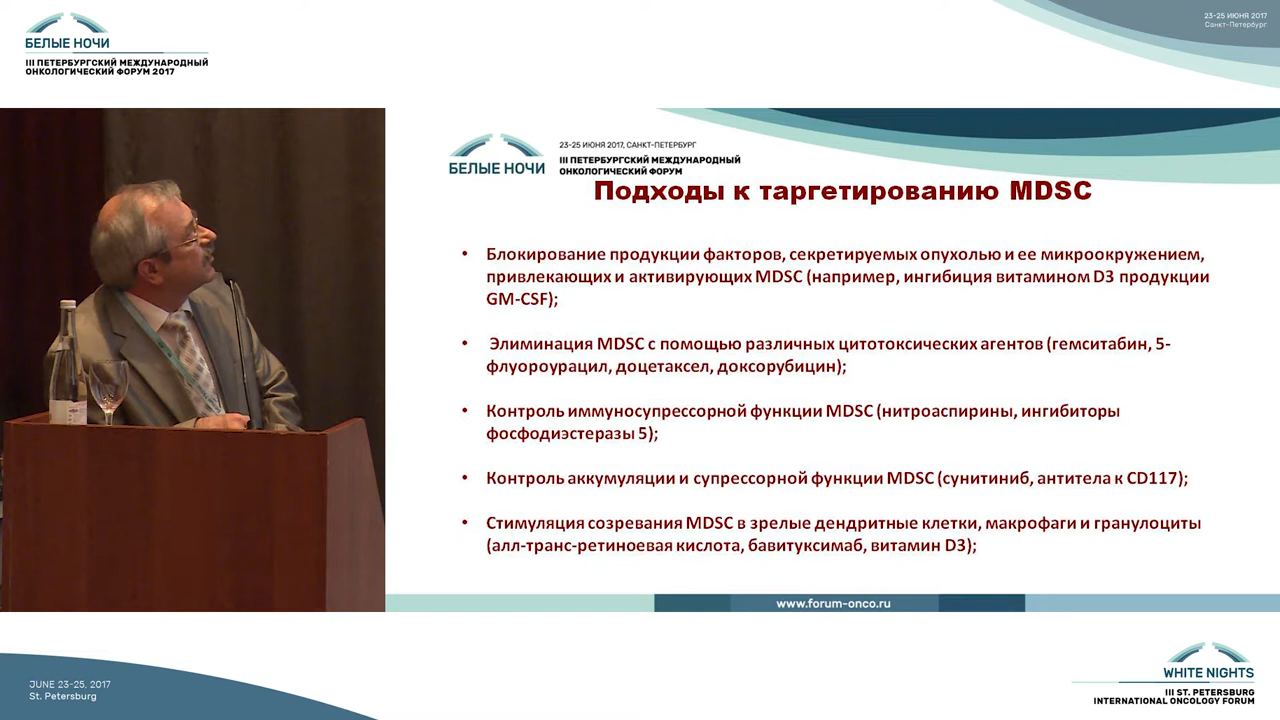 БЕЛЫЕ НОЧИ
III ПЕТЕРБУРГСКИЙ МЕЖДУНАРОДНЫЙ
ОНКОЛОГИЧЕСКИЙ ФОРУМ 2017
23-25 ИЮНЯ 2017
Санкт-Петербург
БЕЛЫЕ НОЧИ
23-25 ИЮНЯ 2017, САНКТ-ПЕТЕРБУРГ
III ПЕТЕРБУРГСКИЙ МЕЖДУНАРОДНЫЙ
ОНКОЛОГИЧЕСКИЙ ФОРУМ
Подходы к таргетированию MDSC
• Блокирование продукции факторов, секретируемых опухолью и ее микроокружением,
привлекающих и активирующих MDSC (например, ингибиция витамином D3 продукции
GM-CSF);
• Элиминация MDSC с помощью различных цитотоксических агентов (гемситабин, 5-
флуороурацил, доцетаксел, доксорубицин);
• Контроль иммуносупрессорной функции MDSC (нитроаспирины, ингибиторы
фосфодиэстеразы 5);
• Контроль аккумуляции и супрессорной функции MDSC (сунитиниб, антитела к CD117);
• Стимуляция созревания MDSC в зрелые дендритные клетки, макрофаги и гранулоциты
(алл-транс-ретиноевая кислота, бавитуксимаб, витамин D3);
www.forum-onco.ru
JUNE 23-25, 2017
St. Petersburg
WHITE NIGHTS
III ST. PETERSBURG
INTERNATIONAL ONCOLOGY FORUM